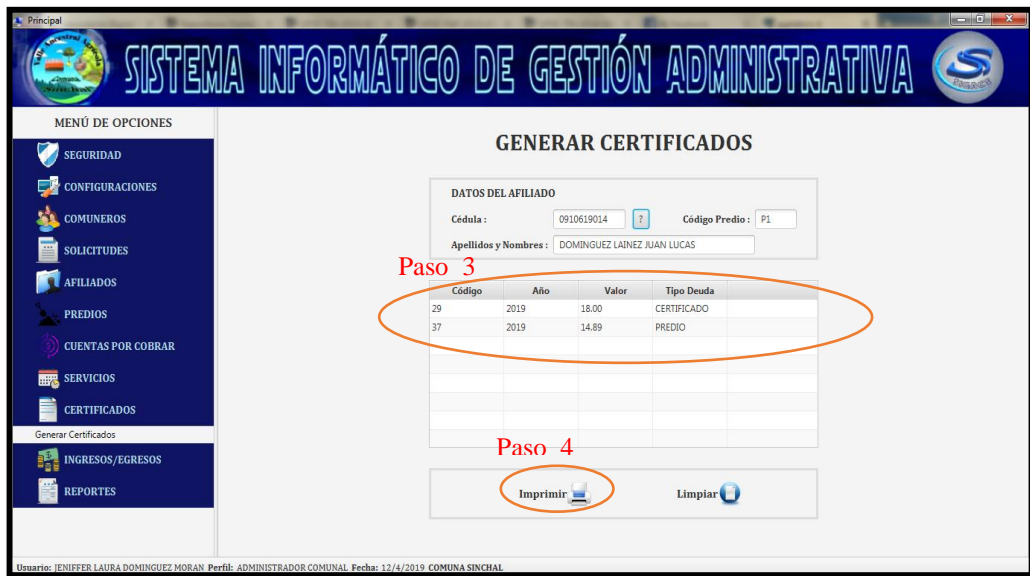 Principal
SISTEMA INFORMÁTICO DE GESTIÓN ADMINISTRATIVA
MENÚ DE OPCIONES
SEGURIDAD
CONFIGURACIONES
COMUNEROS
SOLICITUDES
AFILIADOS
PREDIOS
CUENTAS POR COBRAR
SERVICIOS
CERTIFICADOS
Generar Certificados
INGRESOS/EGRESOS
REPORTES
GENERAR CERTIFICADOS
DATOS DEL AFILIADO
Cédula : 0910619014 ? Código Predio : P1
Apellidos y Nombres : DOMINGUEZ LAINEZ JUAN LUCAS
Paso 3
Código Año Valor Tipo Deuda
29 2019 18.00 CERTIFICADO
37 2019 14.89 PREDIO
Paso 4
Imprimir Limpiar
Usuario: JENIFFER LAURA DOMINGUEZ MORAN Perfil: ADMINISTRADOR COMUNAL Fecha: 12/4/2019 COMUNA SINCHAL